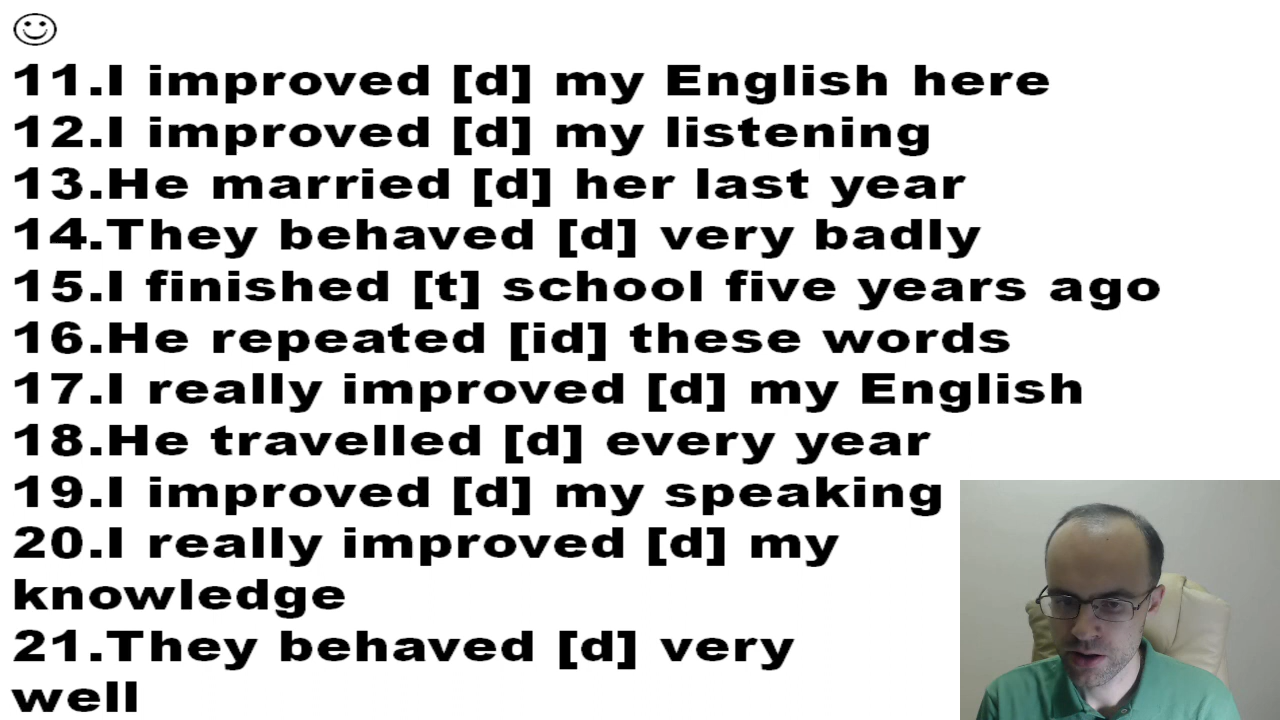 11.I improved [d] my English here
12.I improved [d] my listening
13.He married [d] her last year
14.They behaved [d] very badly
15.I finished [t] school five years ago
16.He repeated [id] these words
17.I really improved [d] my English
18.He travelled [d] every year
19.I improved [d] my speaking
20.I really improved [d] my
knowledge
21.They behaved [d] very
well